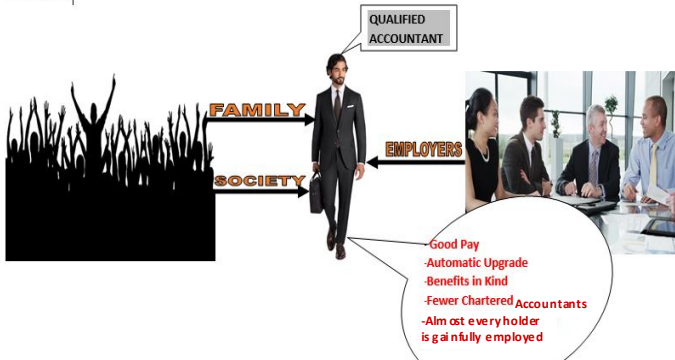 QUALIFIED
ACCOUNTANT
FAMILY
EMPLOYERS
SOCIETY
-Good Pay
-Automatic Upgrade
-Benefits in Kind
-Fewer Chartered Accountants
-Almost every holder
is gainfully employed